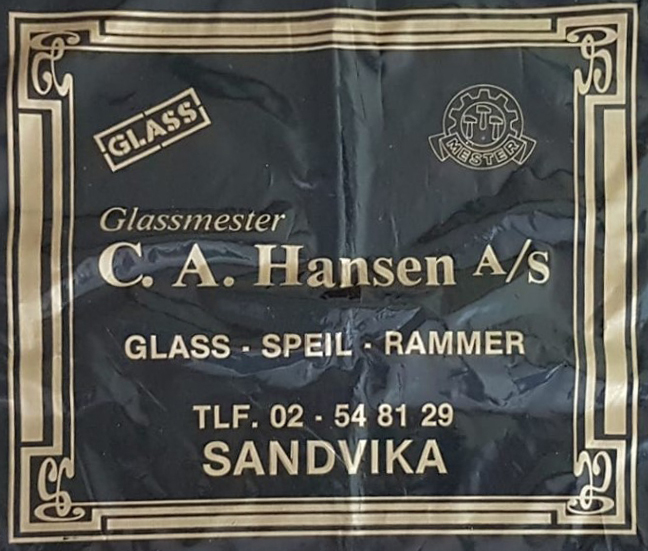 GLASS
MESTER
Glassmester
C. A. Hansen A/s
GLASS - SPEIL - RAMMER
TLF. 02 - 54 81 29
SANDVIKA